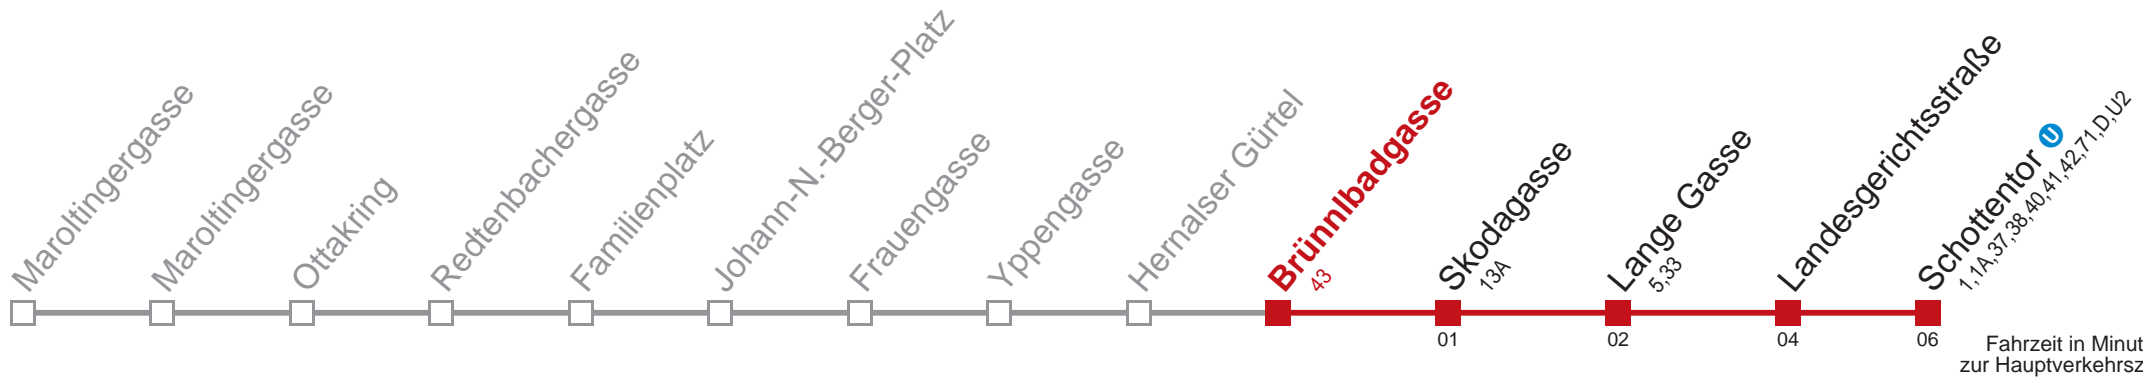 Maroltingergasse
Maroltingergasse
Ottakring
Redtenbachergasse
Familienplatz
Johann-N.-Berger-Platz
Frauengasse
Yppengasse
Hernalser Gürtel
Brünnlbadgasse
43
Skodagasse
13A
Lange Gasse
5,33
Landesgerichtsstraße
Schottentor U
1,1A,37,38,40,41,42,71,D,U2
01
02
04
06
Fahrzeit in Minut
zur Hauptverkehrsz